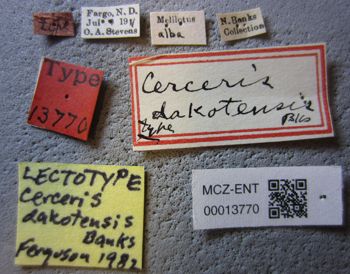 Fargo, N.D.
O.A. Stevens
Melilotus
alba
N. Banks
Collection
Type
13770
Cerceris
dakotensis
type
Bks
LECTOTYPE
Cerceris
dakotensis
Banks
Ferguson 1982
MCZ-ENT
00013770